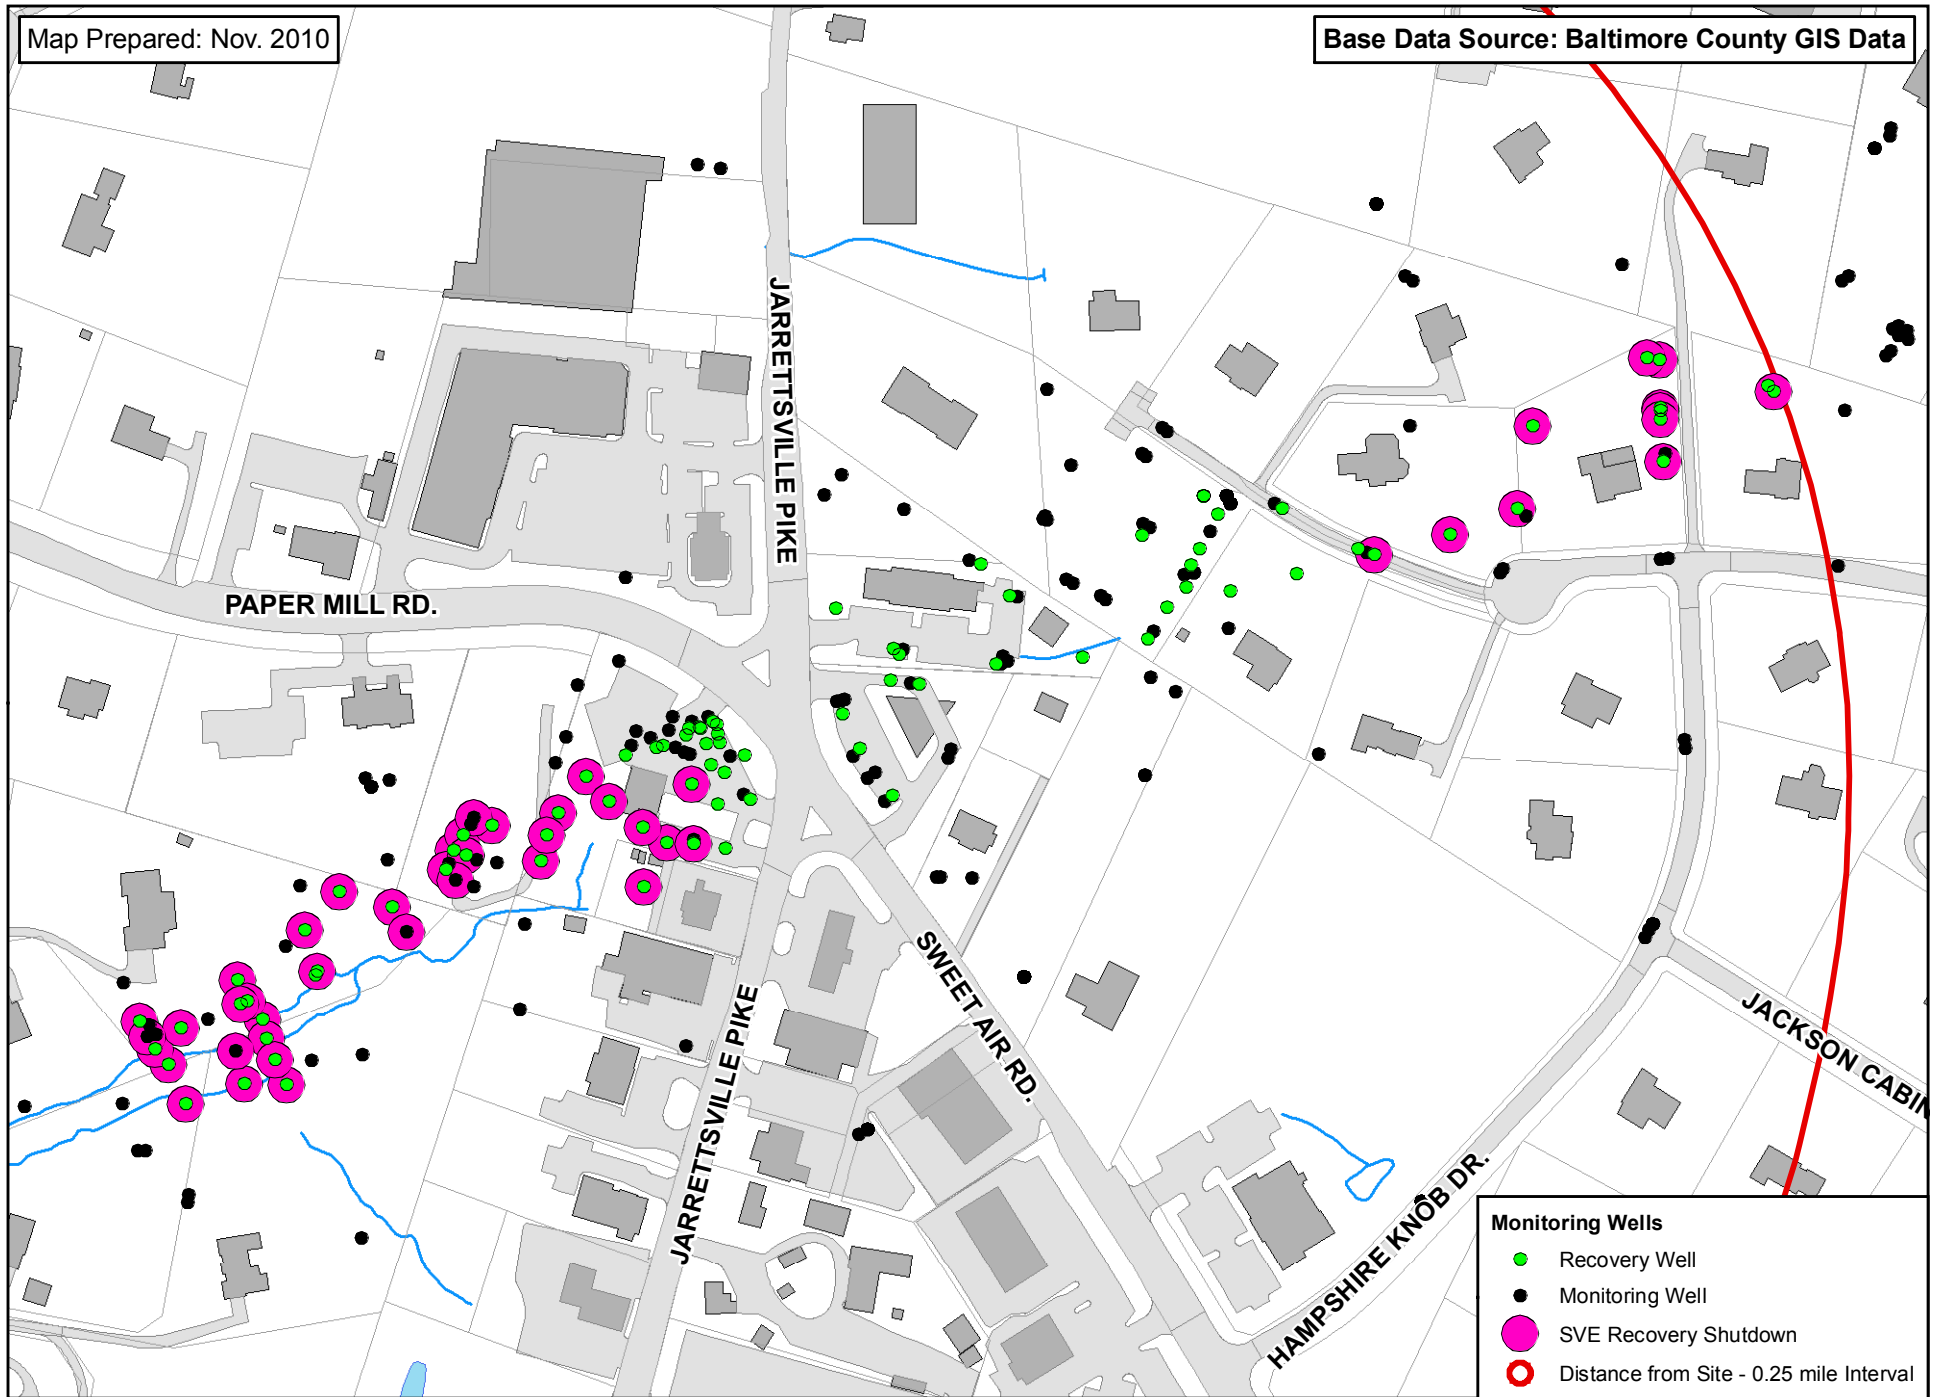 Map Prepared: Nov. 2010
Base Data Source: Baltimore County GIS Data
JARRETTSVILLE PIKE
PAPER MILL RD.
SWEET AIR RD.
JARRETTSVILLE PIKE
JACKSON CABIN
HAMPSHIRE KNOB DR.
Monitoring Wells
Recovery Well
Monitoring Well
SVE Recovery Shutdown
Distance from Site - 0.25 mile Interval